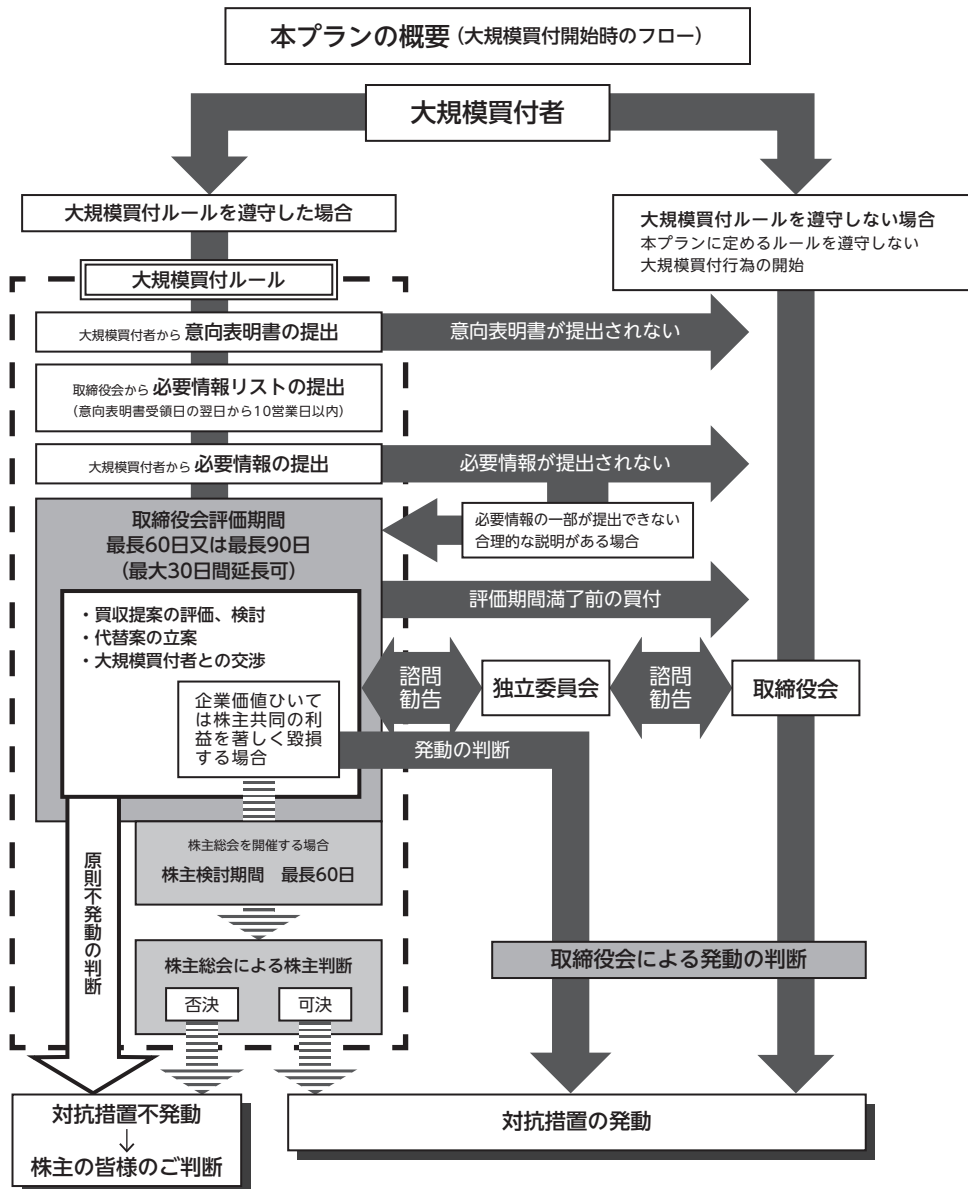 本プランの概要(大規模買付開始時のフロー)
大規模買付者
大規模買付ルールを遵守した場合
大規模買付ルールを遵守しない場合
本プランに定めるルールを遵守しない
大規模買付行為の開始
大規模買付ルール
大規模買付者から 意向表明書の提出
意向表明書が提出されない
取締役会から 必要情報リストの提出
(意向表明書受領日の翌日から10営業日以内)
大規模買付者から 必要情報の提出
必要情報が提出されない
必要情報の一部が提出できない
合理的な説明がある場合
取締役会評価期間
最長60日又は最長90日
(最大30日間延長可)
評価期間満了前の買付
・買収提案の評価、検討
・代替案の立案
・大規模買付者との交渉
諮問
勧告
独立委員会
諮問
勧告
取締役会
企業価値ひいて
は株主共同の利
益を著しく毀損
する場合
発動の判断
原則不発動の判断
株主総会を開催する場合
株主検討期間 最長60日
株主総会による株主判断
否決
可決
取締役会による発動の判断
対抗措置不発動
↓
株主の皆様のご判断
対抗措置の発動